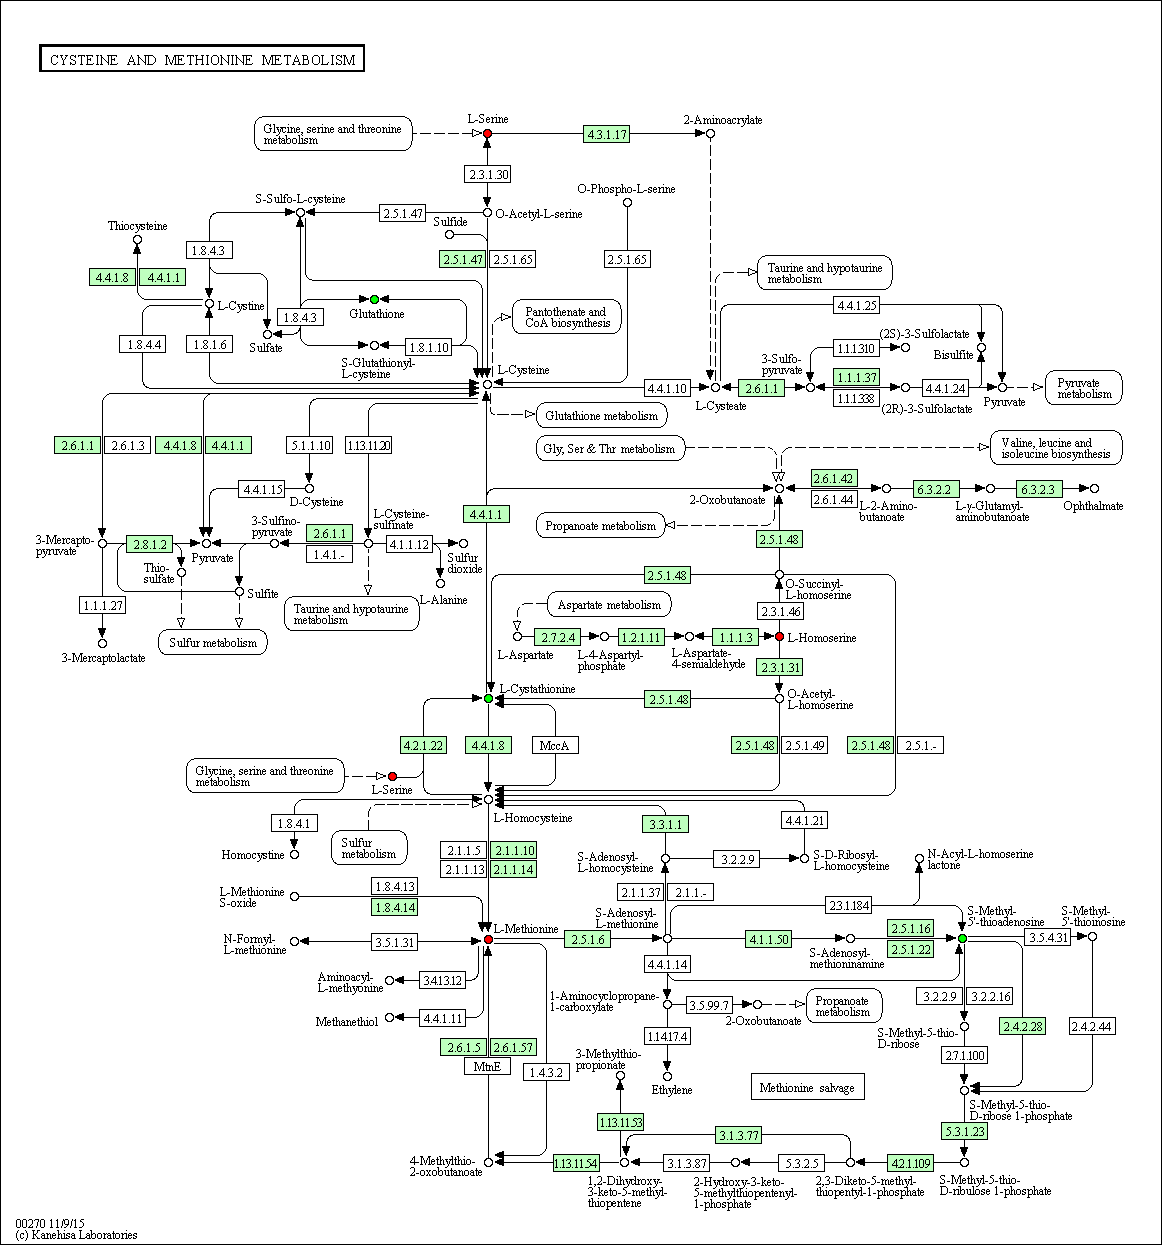 CYSTEINE AND METHIONINE METABOLISM
Glycine, serine and threonine
metabolism
L-Serine
4.3.1.17
2-Aminoacrylate
2.3.1.30
O-Phospho-L-serine
S-Sulfo-L-cysteine
2.5.1.47
O-Acetyl-L-serine
Thiocysteine
Sulfide
1.8.4.3
2.5.1.47
2.5.1.65
2.5.1.65
4.4.1.8
4.4.1.1
Taurine and hypotaurine
metabolism
L-Cystine
Glutathione
1.8.4.3
Pantothenate and
CoA biosynthesis
4.4.1.25
1.8.4.4
1.8.1.6
Sulfate
1.8.1.10
S-Glutathionyl-
L-cysteine
L-Cysteine
(2S)-3-Sulfolactate
1.1.1310
Bisulfite
3-Sulfo-
pyruvate
4.4.1.10
L-Cysteate
2.6.1.1
1.1.1.37
1.1.1338
(2R)-3-Sulfolactate
4.4.1.24
Pyruvate
Pyruvate
metabolism
Glutathione metabolism
2.6.1.1
2.6.1.3
4.4.1.8
4.4.1.1
5.1.1.10
1.13.11.20
Gly, Ser & Thr metabolism
Valine, leucine and
isoleucine biosynthesis
4.4.1.15
D-Cysteine
2-Oxobutanoate
2.6.1.42
2.6.1.44
L-2-Amino-
butanoate
6.3.2.2
L-γ-Glutamyl-
aminobutanoate
6.3.2.3
Ophthalmate
4.4.1.1
L-Cysteine-
sulfinate
3-Sulfino-
pyruvate
2.6.1.1
1.4.1.-
Propanoate metabolism
3-Mercapto-
pyruvate
2.8.1.2
Pyruvate
4.1.1.12
Sulfur
dioxide
2.5.1.48
Thio-
sulfate
Sulfite
L-Alanine
2.5.1.48
O-Succinyl-
L-homoserine
1.1.1.27
Taurine and hypotaurine
metabolism
Aspartate metabolism
2.3.1.46
3-Mercaptolactate
Sulfur metabolism
L-Aspartate
2.7.2.4
L-4-Aspartyl-
phosphate
1.2.1.11
L-Aspartate-
4-semialdehyde
1.1.1.3
L-Homoserine
2.3.1.31
L-Cystathionine
2.5.1.48
O-Acetyl-
L-homoserine
4.2.1.22
4.4.1.8
MccA
2.5.1.48
2.5.1.49
2.5.1.48
2.5.1.-
Glycine, serine and threonine
metabolism
L-Serine
1.8.4.1
Sulfur
metabolism
L-Homocysteine
3.3.1.1
4.4.1.21
Homocystine
2.1.1.5
2.1.1.10
2.1.1.13
2.1.1.14
S-Adenosyl-
L-homocysteine
3.2.2.9
S-D-Ribosyl-
L-homocysteine
N-Acyl-L-homoserine
lactone
L-Methionine
S-oxide
1.8.4.13
1.8.4.14
2.1.1.37
2.1.1.-
23.1.184
S-Adenosyl-
L-methionine
S-Methyl-
5'-thioadenosine
S-Methyl-
5'-thioinosine
N-Formyl-
L-methionine
3.5.1.31
L-Methionine
2.5.1.6
4.1.1.50
S-Adenosyl-
methioninamine
2.5.1.16
2.5.1.22
3.5.4.31
Aminoacyl-
L-methyonine
3.4.13.12
4.4.1.14
Methanethiol
4.4.1.11
1-Aminocyclopropane-
1-carboxylate
3.5.99.7
2-Oxobutanoate
Propanoate
metabolism
3.2.2.9
3.2.2.16
2.4.2.28
2.4.2.44
S-Methyl-5-thio-
D-ribose
2.6.1.5
2.6.1.57
MtnE
1.4.3.2
3-Methylthio-
propionate
1.14.17.4
Ethylene
2.7.1.100
Methionine salvage
S-Methyl-5-thio-
D-ribose 1-phosphate
1.13.11.53
3.1.3.77
5.3.1.23
4-Methylthio-
2-oxobutanoate
1.13.11.54
1,2-Dihydroxy-
3-keto-5-methyl-
thiopentene
3.1.3.87
2-Hydroxy-3-keto-
5-methylthiopentenyl-
1-phosphate
5.3.2.5
2,3-Diketo-5-methyl-
thiopentyl-1-phosphate
4.2.1.109
S-Methyl-5-thio-
D-ribulose 1-phosphate
00270 11/9/15
(c) Kanehisa Laboratories